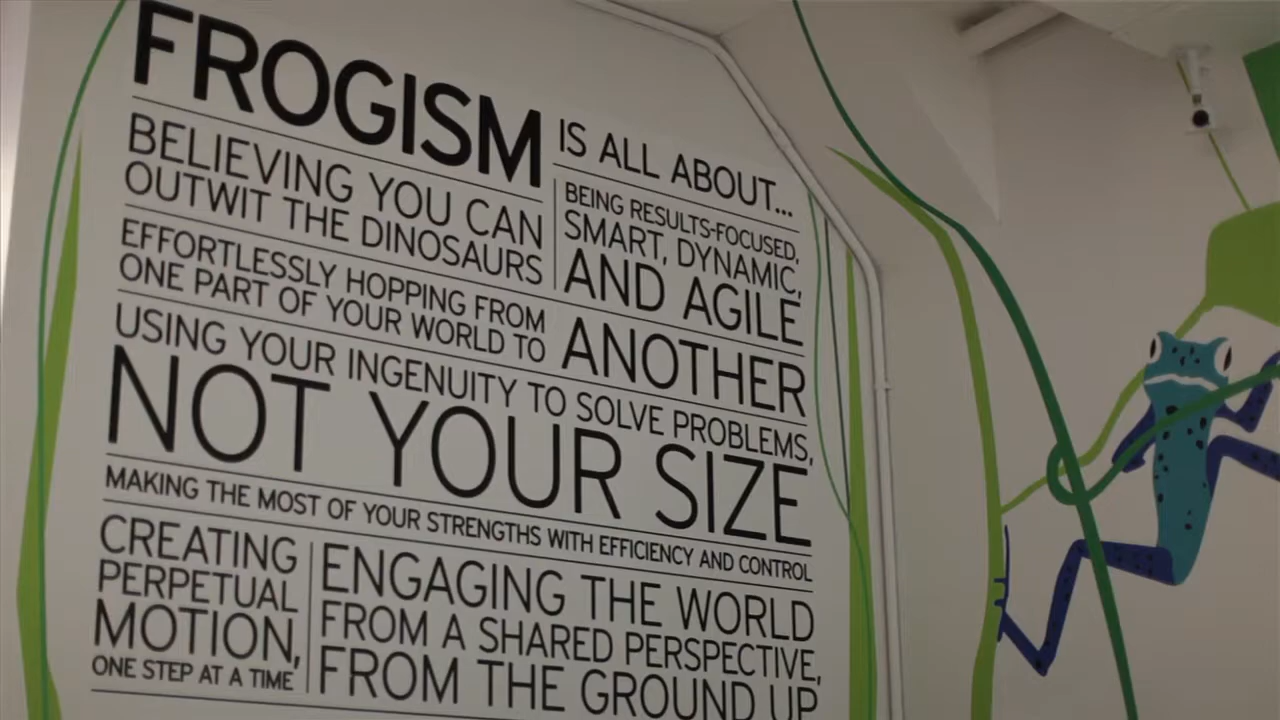 FROGISM
IS ALL ABOUT...
BELIEVING YOU CAN
OUTWIT THE DINOSAURS
BEING RESULTS-FOCUSED,
SMART, DYNAMIC,
AND AGILE
EFFORTLESSLY HOPPING FROM
ONE PART OF YOUR WORLD TO
ANOTHER
USING YOUR INGENUITY TO SOLVE PROBLEMS,
NOT YOUR SIZE
MAKING THE MOST OF YOUR STRENGTHS WITH EFFICIENCY AND CONTROL
CREATING
PERPETUAL
MOTION,
ONE STEP AT A TIME
ENGAGING THE WORLD
FROM A SHARED PERSPECTIVE,
FROM THE GROUND UP